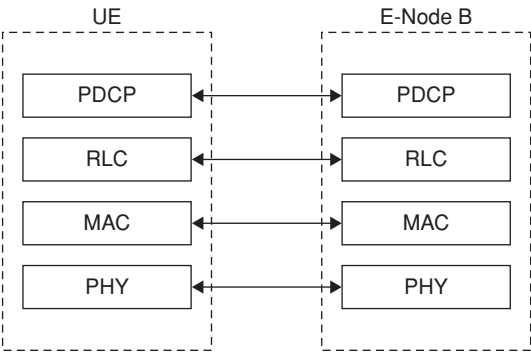 UE E-Node B
PDCP PDCP
RLC RLC
MAC MAC
PHY PHY